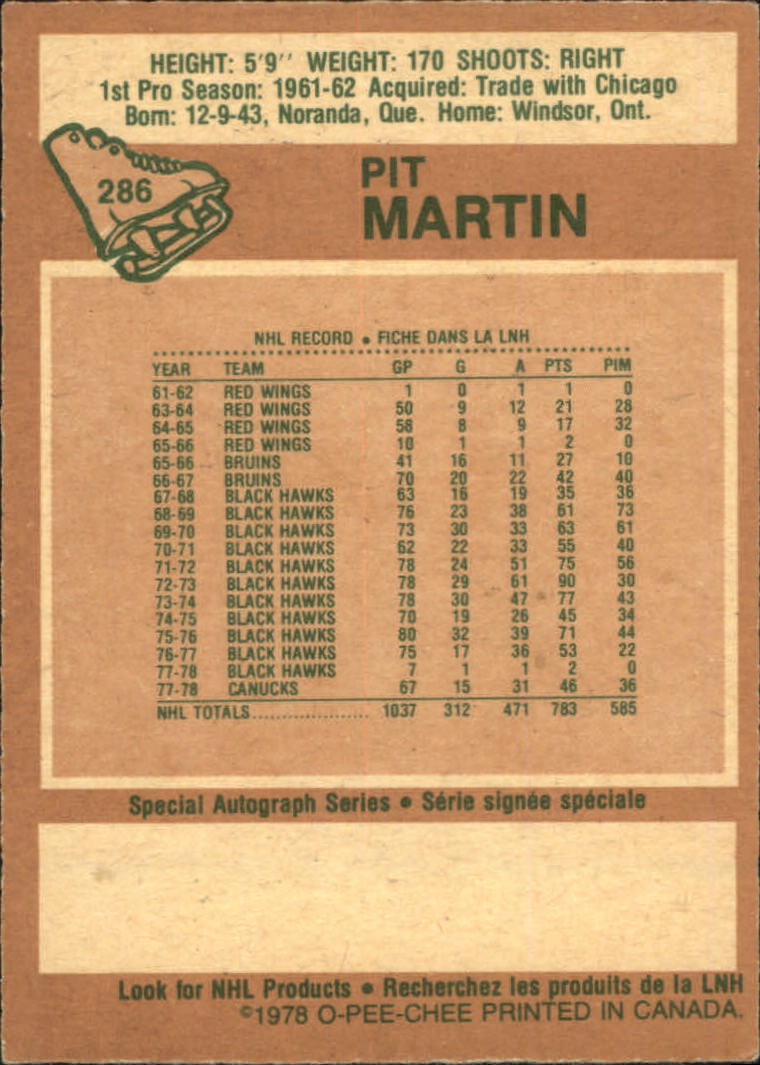 HEIGHT: 5'9'' WEIGHT: 170 SHOOTS: RIGHT
1st Pro Season: 1961-62 Acquired: Trade with Chicago
Born: 12-9-43, Noranda, Que. Home: Windsor, Ont.
286
PIT
MARTIN
NHL RECORD • FICHE DANS LA LNH
YEAR TEAM GP G A PTS PIM
61-62 RED WINGS 1 0 1 1 0
63-64 RED WINGS 50 9 12 21 28
64-65 RED WINGS 58 8 9 17 32
65-66 RED WINGS 10 1 1 2 0
65-66 BRUINS 41 16 11 27 10
66-67 BRUINS 70 20 22 42 40
67-68 BLACK HAWKS 63 16 19 35 36
68-69 BLACK HAWKS 76 23 38 61 73
69-70 BLACK HAWKS 73 30 33 63 61
70-71 BLACK HAWKS 62 22 33 55 40
71-72 BLACK HAWKS 78 24 51 75 56
72-73 BLACK HAWKS 78 29 61 90 30
73-74 BLACK HAWKS 78 30 47 77 43
74-75 BLACK HAWKS 70 19 26 45 34
75-76 BLACK HAWKS 80 32 39 71 44
76-77 BLACK HAWKS 75 17 36 53 22
77-78 BLACK HAWKS 7 1 1 2 0
77-78 CANUCKS 67 15 31 46 36
NHL TOTALS.................... 1037 312 471 783 585
Special Autograph Series • Série signée spéciale
Look for NHL Products • Recherchez les produits de la LNH
©1978 O-PEE-CHEE PRINTED IN CANADA.